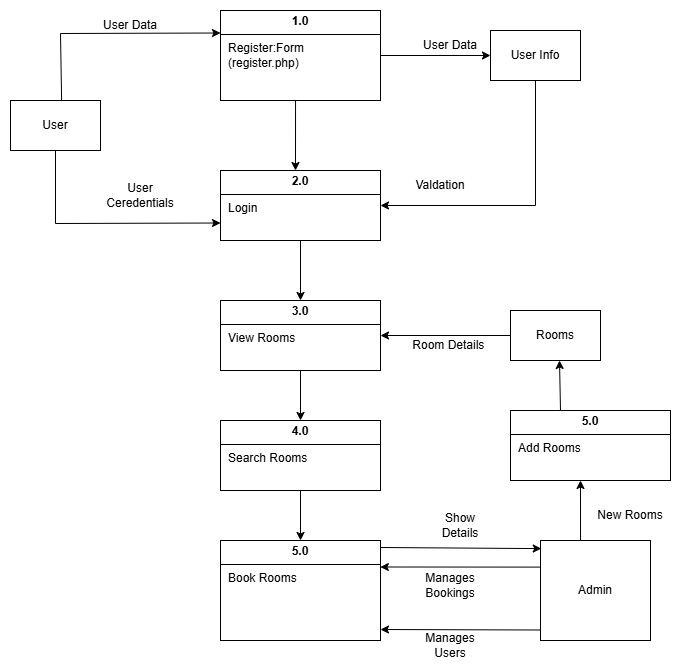 User Data
1.0
Register:Form
(register.php)
User Data
User Info
User
2.0
Login
User
Ceredentials
Valdation
3.0
View Rooms
Room Details
Rooms
4.0
Search Rooms
5.0
Add Rooms
New Rooms
5.0
Book Rooms
Show
Details
Manages
Bookings
Manages
Users
Admin